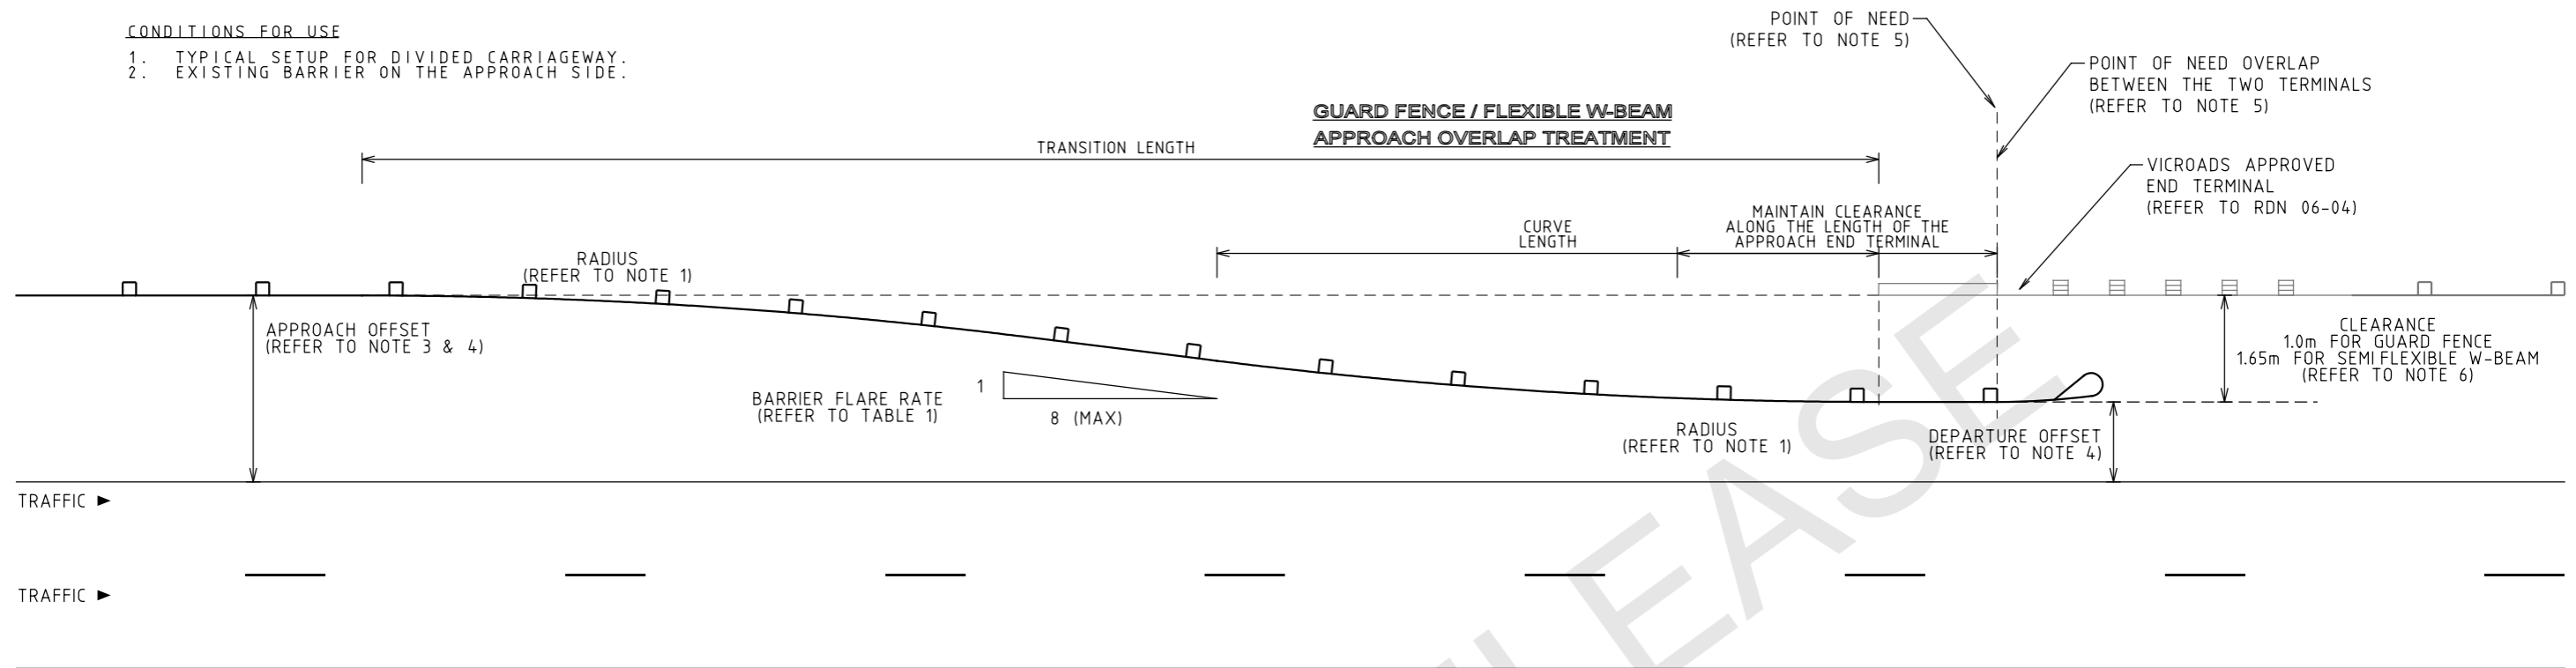 CONDITIONS FOR USE
1. TYPICAL SETUP FOR DIVIDED CARRIAGEWAY.
2. EXISTING BARRIER ON THE APPROACH SIDE.
POINT OF NEED
(REFER TO NOTE 5)
POINT OF NEED OVERLAP
BETWEEN THE TWO TERMINALS
(REFER TO NOTE 5)
GUARD FENCE / FLEXIBLE W-BEAM
APPROACH OVERLAP TREATMENT
TRANSITION LENGTH
VICROADS APPROVED
END TERMINAL
(REFER TO RDN 06-04)
CURVE
LENGTH
MAINTAIN CLEARANCE
ALONG THE LENGTH OF THE
APPROACH END TERMINAL
RADIUS
(REFER TO NOTE 1)
APPROACH OFFSET
(REFER TO NOTE 3 & 4)
CLEARANCE
1.0m FOR GUARD FENCE
1.65m FOR SEMI FLEXIBLE W-BEAM
(REFER TO NOTE 6)
BARRIER FLARE RATE
(REFER TO TABLE 1)
1
8 (MAX)
RADIUS
(REFER TO NOTE 1)
DEPARTURE OFFSET
(REFER TO NOTE 4)
TRAFFIC
TRAFFIC
LEASE